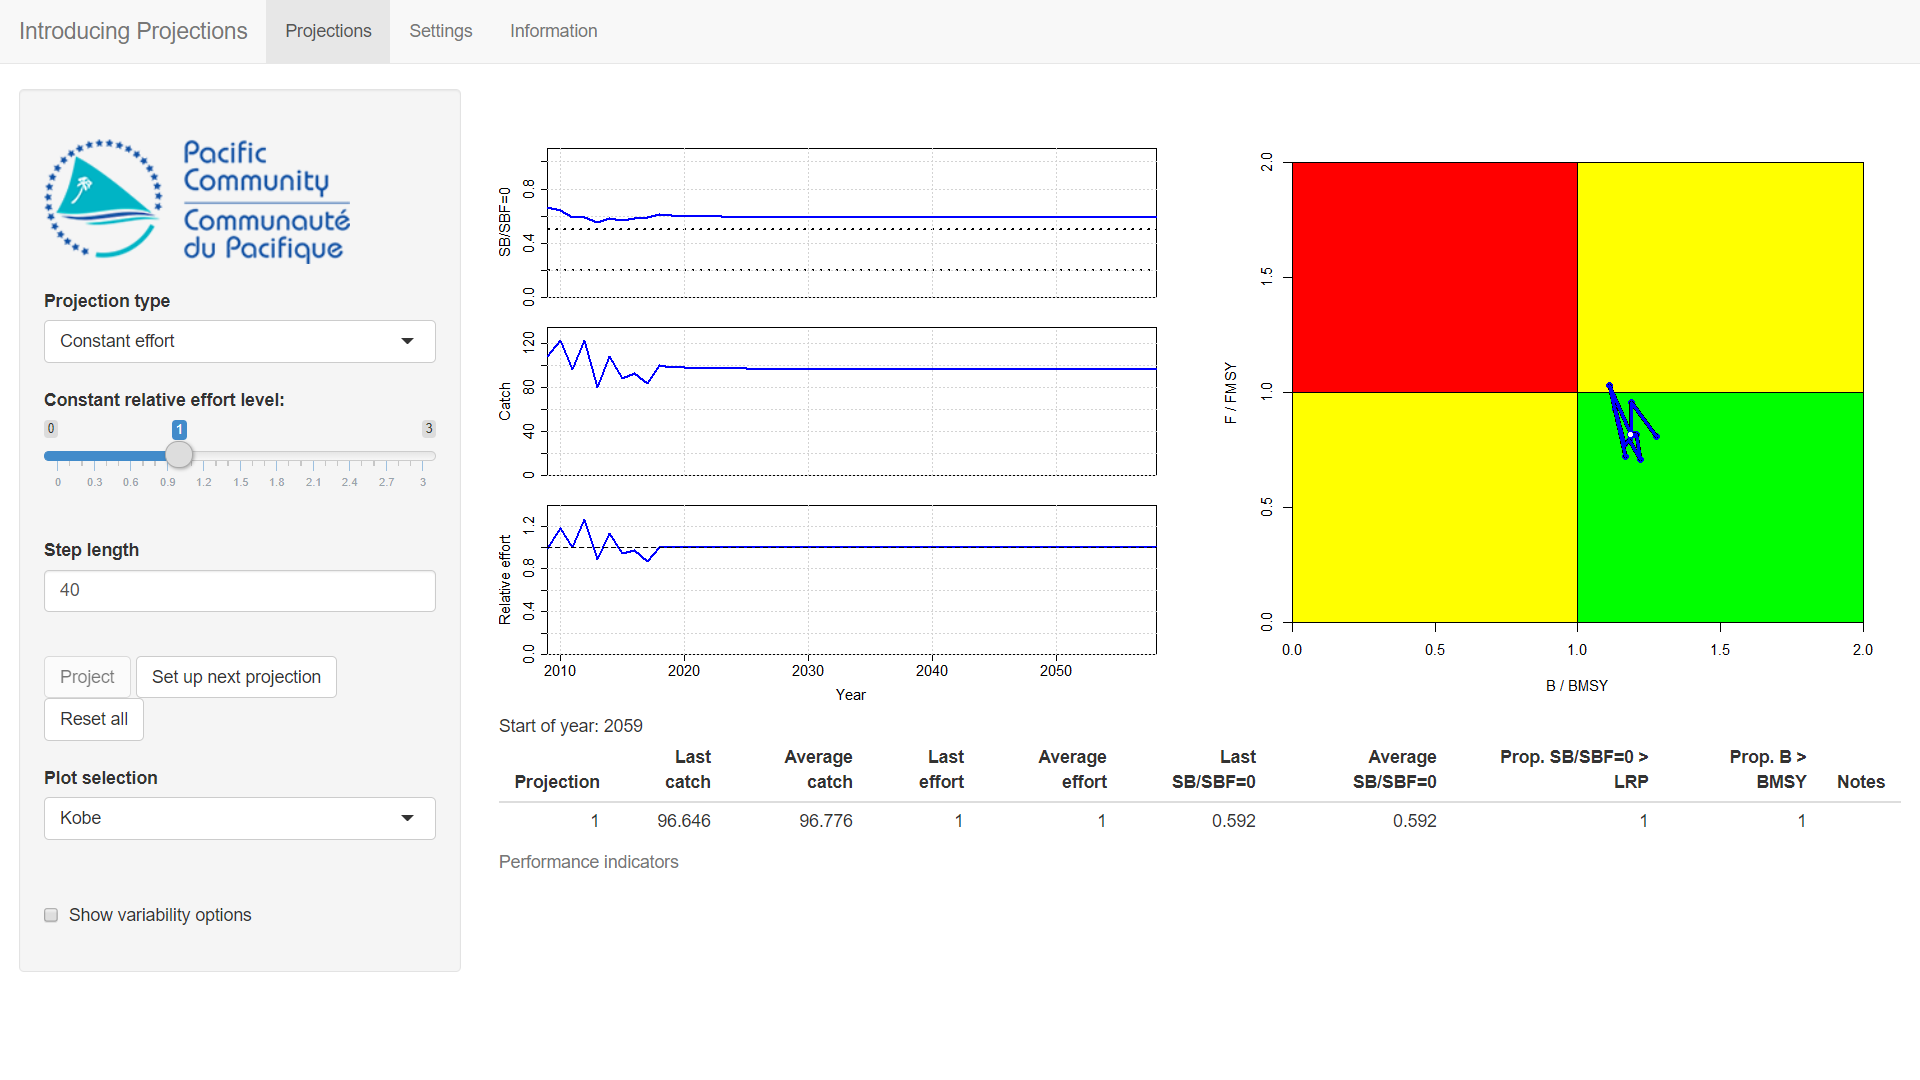 Introducing Projections
Projections
Settings
Information
Pacific
Community
Communauté
du Pacifique
Projection type
Constant effort
Constant relative effort level:
0 1 3
0 0.3 0.6 0.9 1.2 1.5 1.8 2.1 2.4 2.7 3
Step length
40
Project
Set up next projection
Reset all
Plot selection
Kobe
Show variability options
SB/SBF=0
0.0 0.4 0.8
Catch
0 40 80 120
Relative effort
0.0 0.4 0.8 1.2
2010 2020 2030 2040 2050
Year
F / FMSY
0.0 0.5 1.0 1.5 2.0
0.0 0.5 1.0 1.5 2.0
B / BMSY
Start of year: 2059
Projection Last catch Average catch Last effort Average effort Last SB/SBF=0 Average SB/SBF=0 Prop. SB/SBF=0 > LRP Prop. B > BMSY Notes
1 96.646 96.776 1 1 0.592 0.592 1 1
Performance indicators